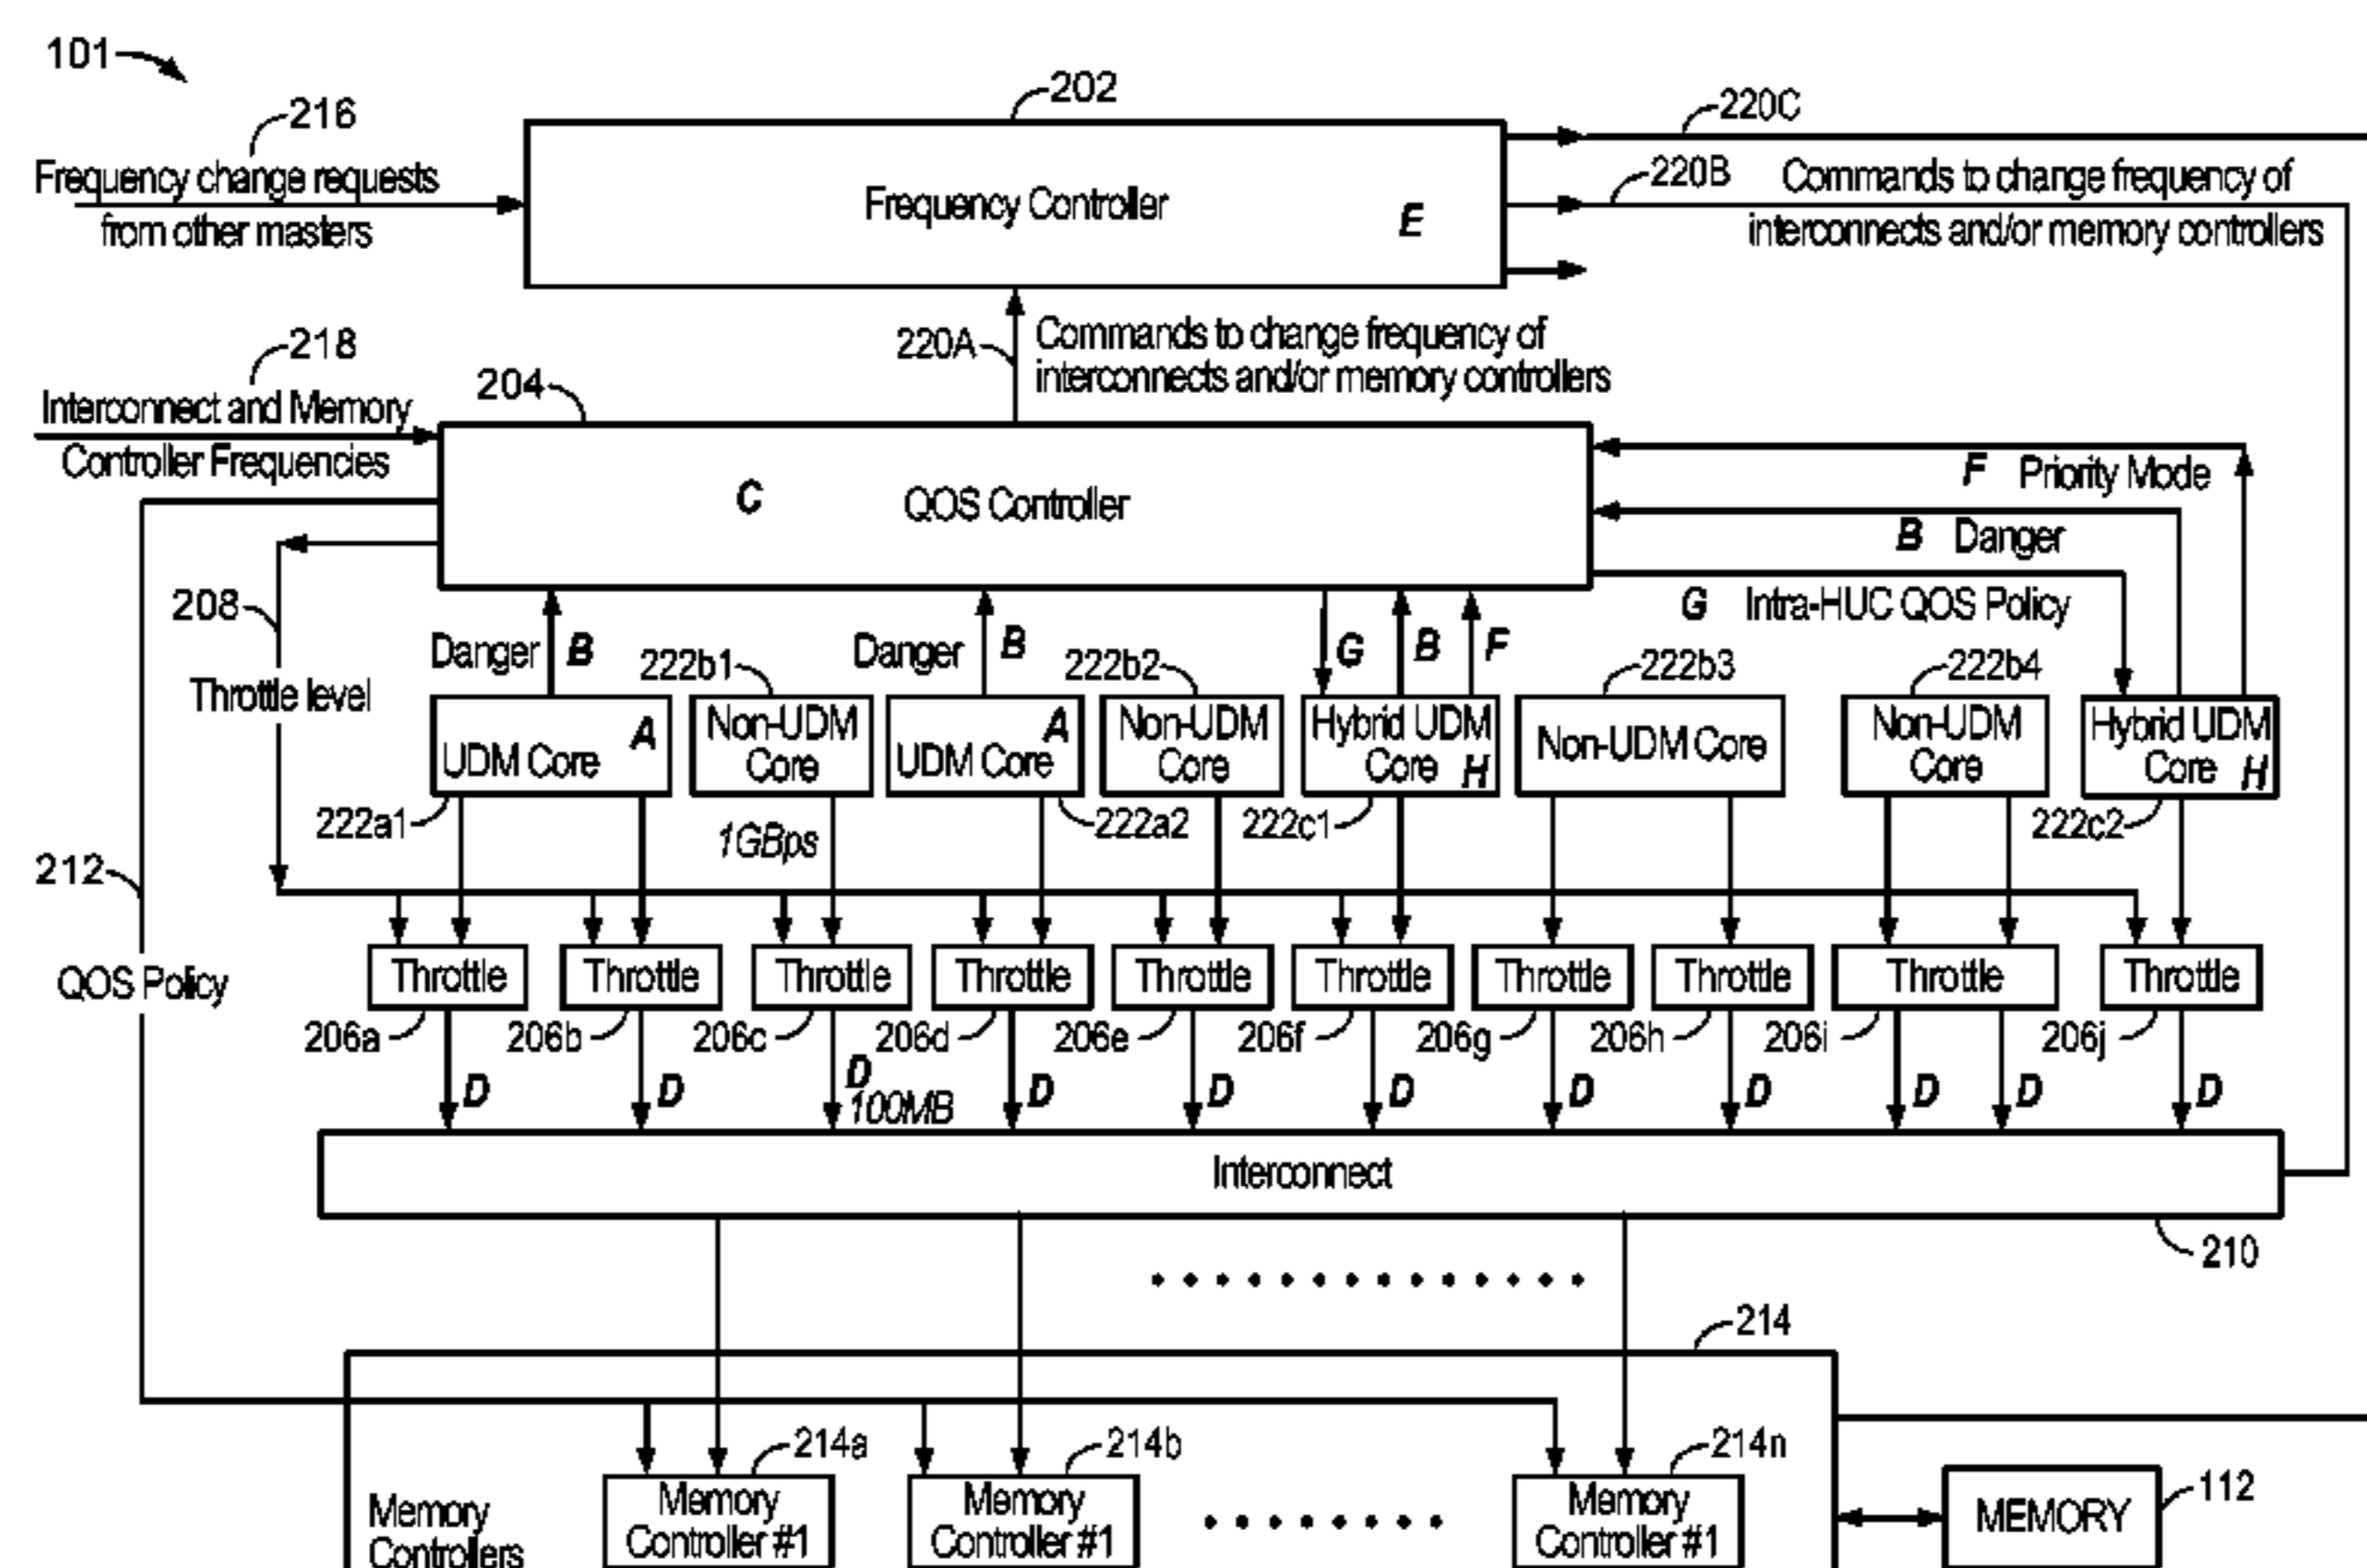 101
202
216
220C
Frequency change requests
from other masters
Frequency Controller
E
220B
Commands to change frequency of
interconnects and/or memory controllers
218
220A
Commands to change frequency of
interconnects and/or memory controllers
204
Interconnect and Memory
Controller Frequencies
C
QOS Controller
F Priority Mode
B Danger
G Intra-HUC QOS Policy
208
Throttle level
Danger B
222b1
Danger B
222b2
G
B
F
222b3
222b4
UDM Core A
Non-UDM
Core
UDM Core A
Non-UDM
Core
Hybrid UDM
Core H
Non-UDM Core
Non-UDM
Core
Hybrid UDM
Core H
222a1
1GBps
222a2
222c1
222c2
212
QOS Policy
Throttle
Throttle
Throttle
Throttle
Throttle
Throttle
Throttle
Throttle
Throttle
Throttle
206a
206b
206c
206d
206e
206f
206g
206h
206i
206j
D
D
D
100MB
D
D
D
D
D
D
D
D
Interconnect
210
214
214a
214b
214n
Memory
Controllers
Memory
Controller #1
Memory
Controller #1
Memory
Controller #1
MEMORY
112